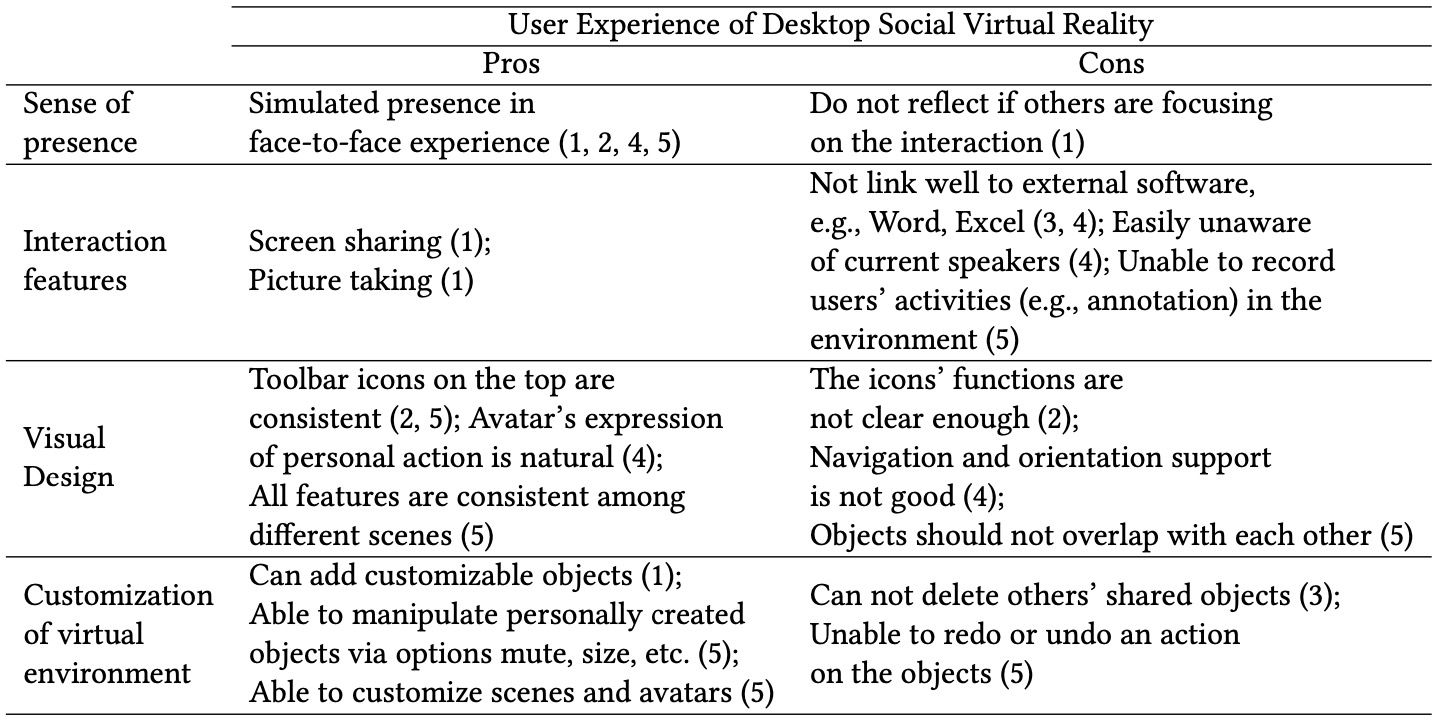 User Experience of Desktop Social Virtual Reality
Pros
Cons
Sense of
presence
Simulated presence in
face-to-face experience (1, 2, 4, 5)
Do not reflect if others are focusing
on the interaction (1)
Interaction
features
Screen sharing (1);
Picture taking (1)
Not link well to external software,
e.g., Word, Excel (3, 4); Easily unaware
of current speakers (4); Unable to record
users’ activities (e.g., annotation) in the
environment (5)
Visual
Design
Toolbar icons on the top are
consistent (2, 5); Avatar’s expression
of personal action is natural (4);
All features are consistent among
different scenes (5)
The icons’ functions are
not clear enough (2);
Navigation and orientation support
is not good (4);
Objects should not overlap with each other (5)
Customization
of virtual
environment
Can add customizable objects (1);
Able to manipulate personally created
objects via options mute, size, etc. (5);
Able to customize scenes and avatars (5)
Can not delete others’ shared objects (3);
Unable to redo or undo an action
on the objects (5)